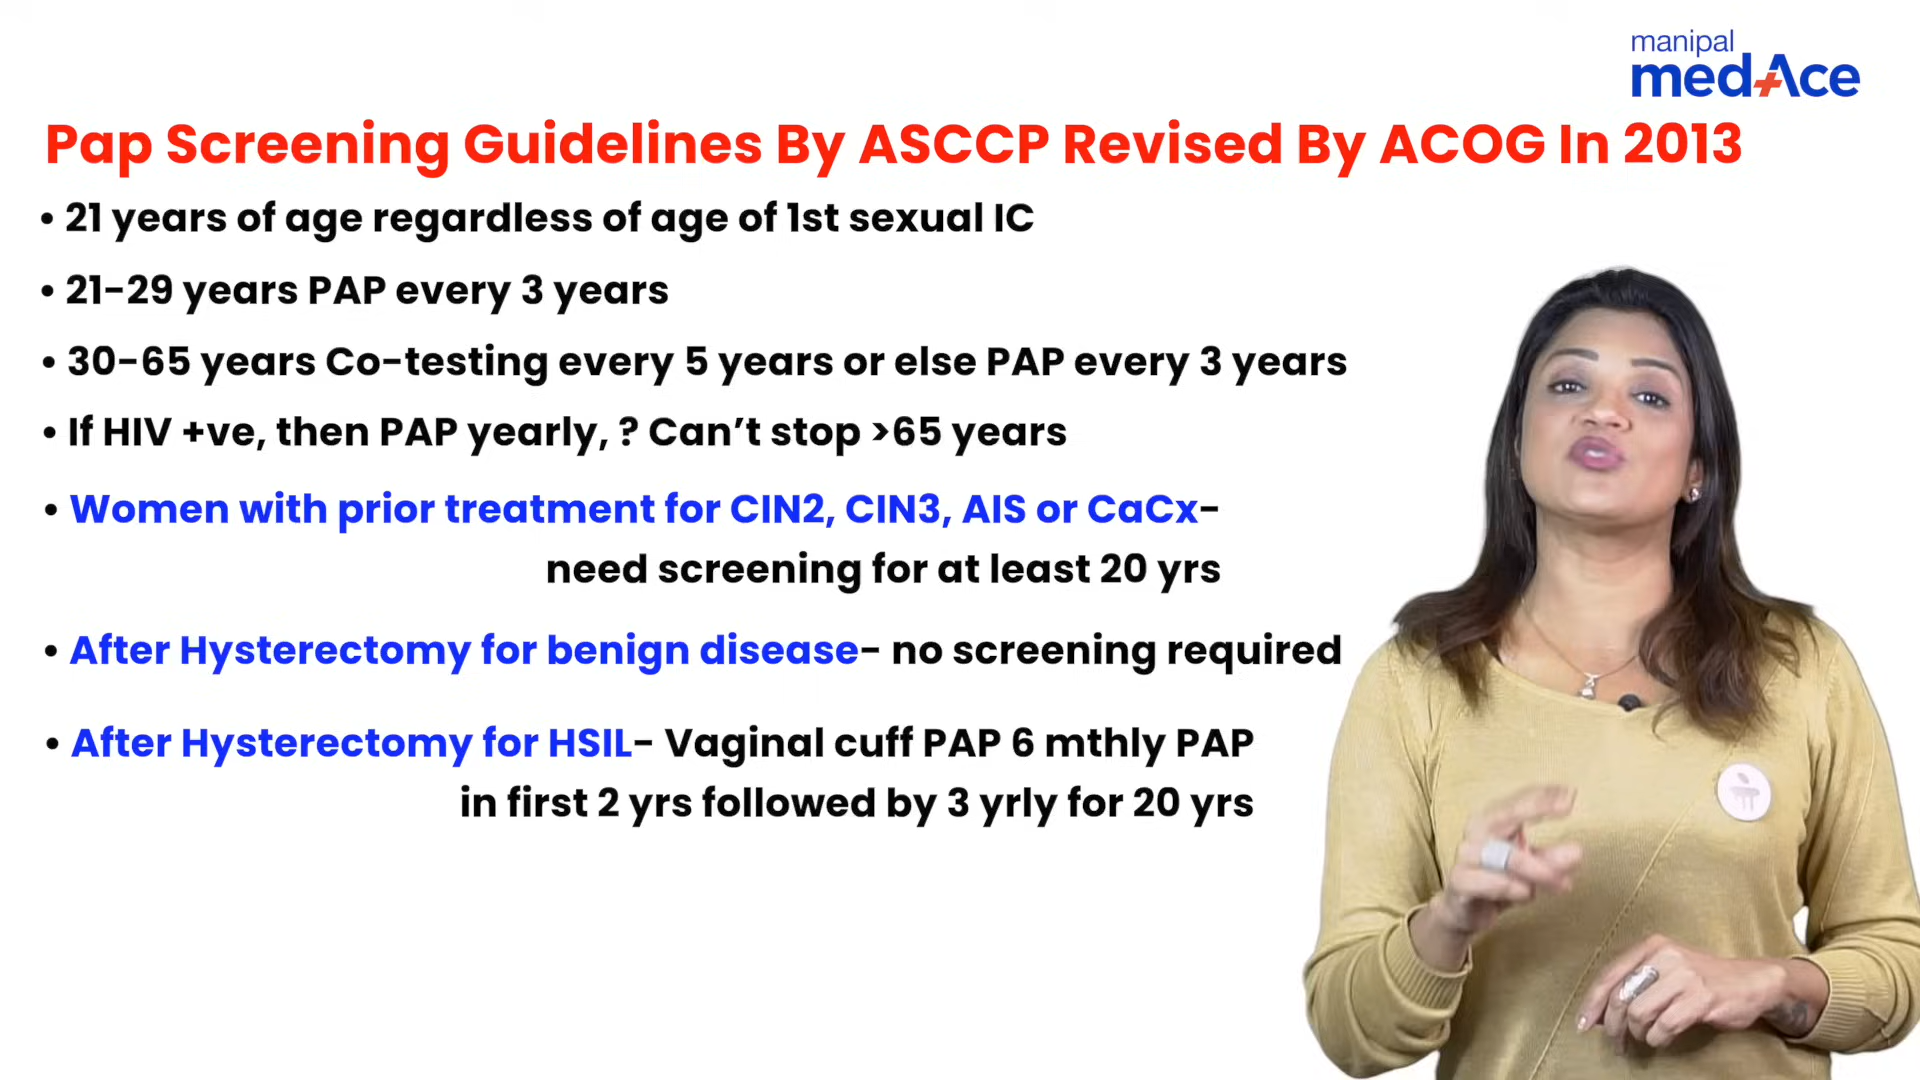 manipal
medAce
Pap Screening Guidelines By ASCCP Revised By ACOG In 2013
• 21 years of age regardless of age of 1st sexual IC
• 21-29 years PAP every 3 years
• 30-65 years Co-testing every 5 years or else PAP every 3 years
• If HIV +ve, then PAP yearly, ? Can't stop >65 years
• Women with prior treatment for CIN2, CIN3, AIS or CaCx-
need screening for at least 20 yrs
• After Hysterectomy for benign disease- no screening required
• After Hysterectomy for HSIL- Vaginal cuff PAP 6 mthly PAP
in first 2 yrs followed by 3 yrly for 20 yrs